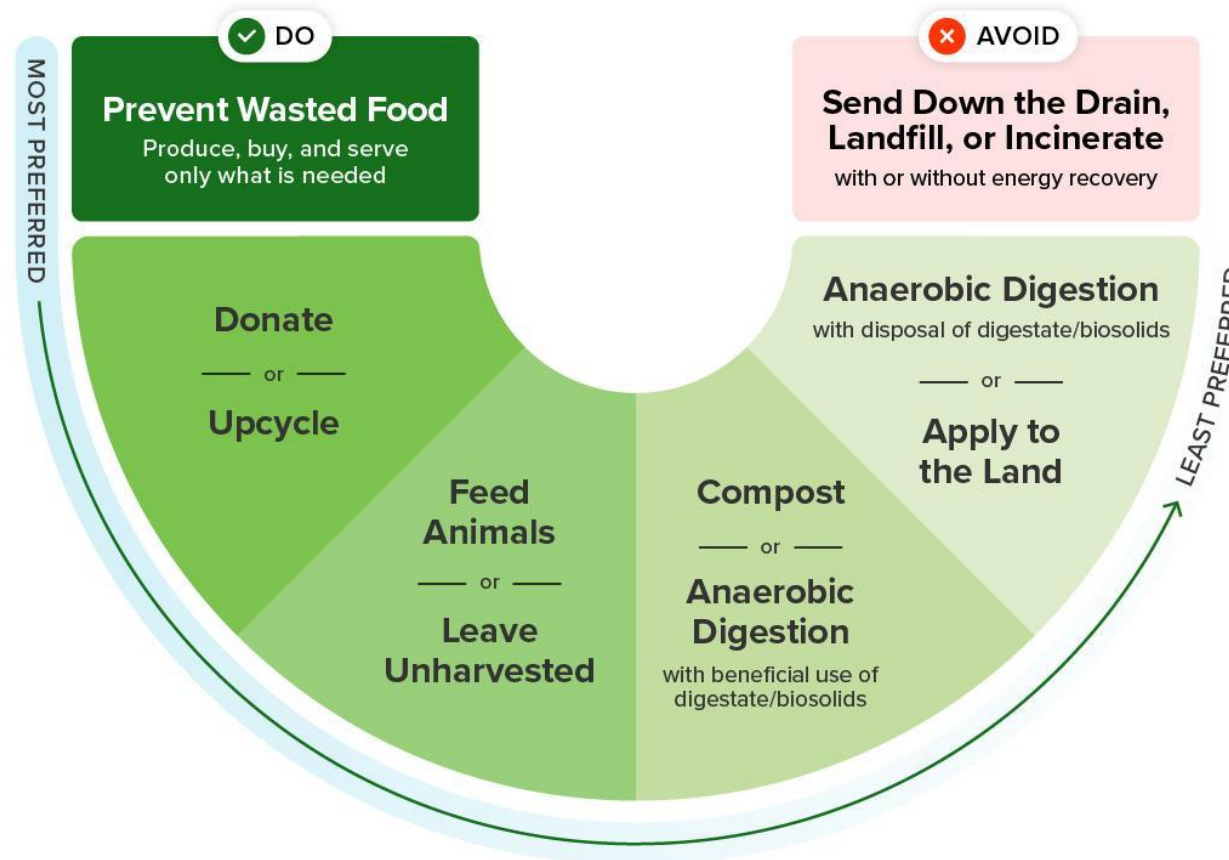 MOST PREFERRED
DO
Prevent Wasted Food
Produce, buy, and serve
only what is needed
Donate
or
Upcycle
Feed
Animals
or
Leave
Unharvested
Compost
or
Anaerobic
Digestion
with beneficial use of
digestate/biosolids
Anaerobic Digestion
with disposal of digestate/biosolids
or
Apply to
the Land
AVOID
Send Down the Drain,
Landfill, or Incinerate
with or without energy recovery
LEAST PREFERRED